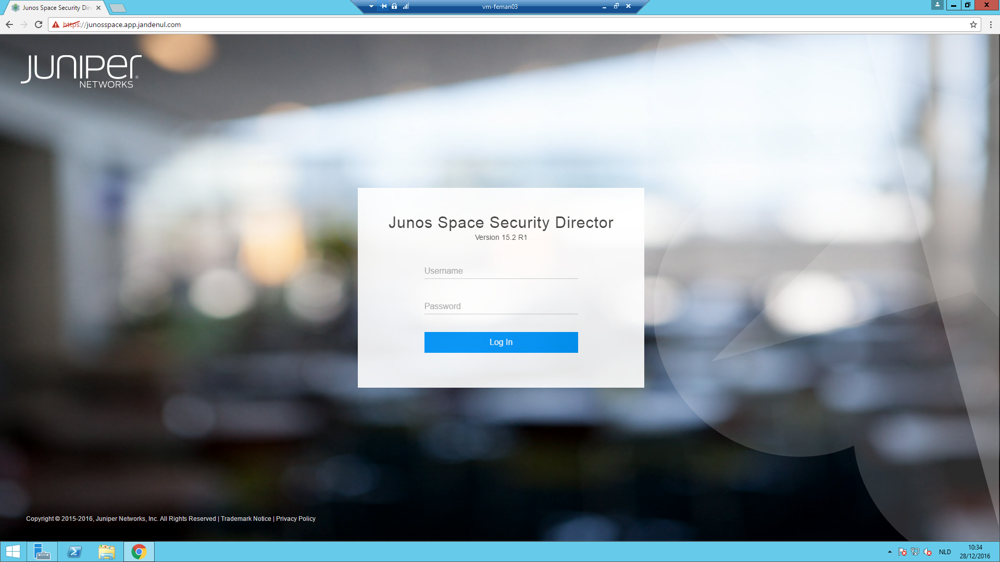 Junos Space Security Dire
vm-feman03
https://junosspace.app.jandenul.com
JUNIPER
NETWORKS
Junos Space Security Director
Version 15.2 R1
Username
Password
Log In
Copyright © 2015-2016, Juniper Networks, Inc. All Rights Reserved | Trademark Notice | Privacy Policy
NLD
10:34
28/12/2016